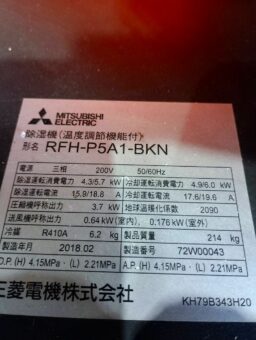 MITSUBISHI
ELECTRIC
除湿機(温度調節機能付)
形名 RFH-P5A1-BKN
電源 三相 200V 50/60Hz
除湿運転消費電力 4.3/5.7 kW 冷却運転消費電力 4.9/6.0 kW
除湿運転電流 15.9/18.8 A 冷却運転電流 17.6/19.6 A
圧縮機出力 3.7 kW 地球温暖化係数 2090
送風機呼称出力 0.64 kW(室内), 0.176 kW(室外)
冷媒 R410A 6.2 kg 製品質量 214 kg
製造年月 2018.02 製造番号 72W00043
D.P.(H) 4.15MPa・(L) 2.21MPa A.P.(H) 4.15MPa・(L) 2.21MPa
三菱電機株式会社 KH79B343H20